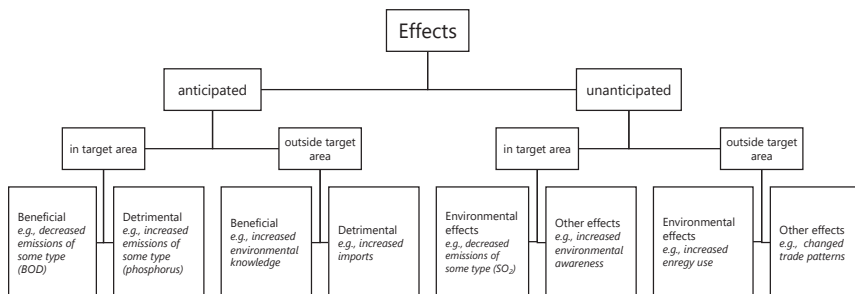 Effects
anticipated
unanticipated
in target area
outside target
area
in target area
outside target
area
Beneficial
e.g., decreased
emissions of
some type
(BOD)
Detrimental
e.g., increased
emissions of
some type
(phosphorus)
Beneficial
e.g., increased
environmental
knowledge
Detrimental
e.g., increased
imports
Environmental
effects
e.g., decreased
emissions of
some type (SO₂)
Other effects
e.g., increased
environmental
awareness
Environmental
effects
e.g., increased
enregy use
Other effects
e.g., changed
trade patterns